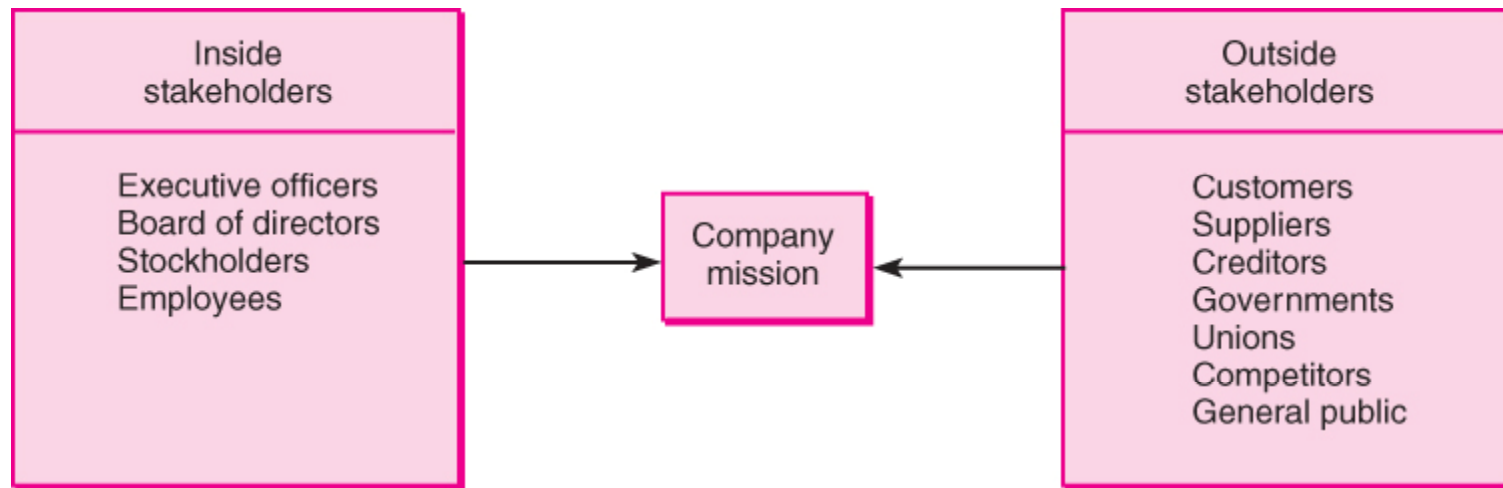 Inside
stakeholders
Executive officers
Board of directors
Stockholders
Employees
Company
mission
Outside
stakeholders
Customers
Suppliers
Creditors
Governments
Unions
Competitors
General public